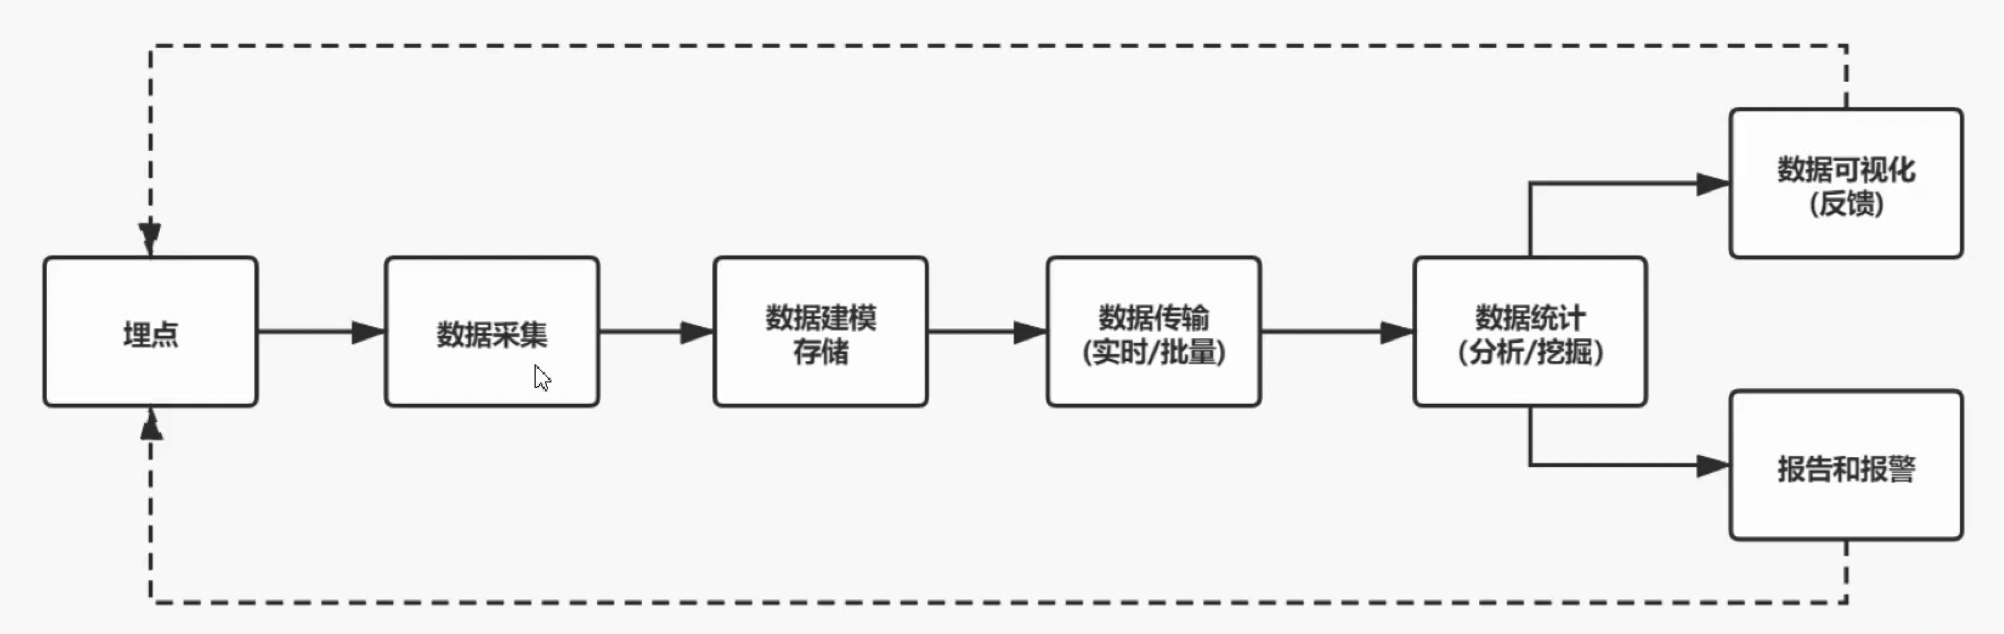 埋点
数据采集
数据建模
存储
数据传输
(实时/批量)
数据统计
(分析/挖掘)
数据可视化
(反馈)
报告和报警